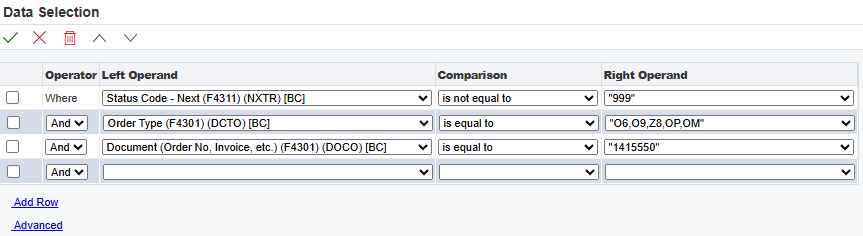 Data Selection
Operator Left Operand Comparison Right Operand
Where Status Code - Next (F4311) (NXTR) [BC] is not equal to "999"
And Order Type (F4301) (DCTO) [BC] is equal to "O6,O9,Z8,OP,OM"
And Document (Order No, Invoice, etc.) (F4301) (DOCO) [BC] is equal to "1415550"
And
Add Row
Advanced